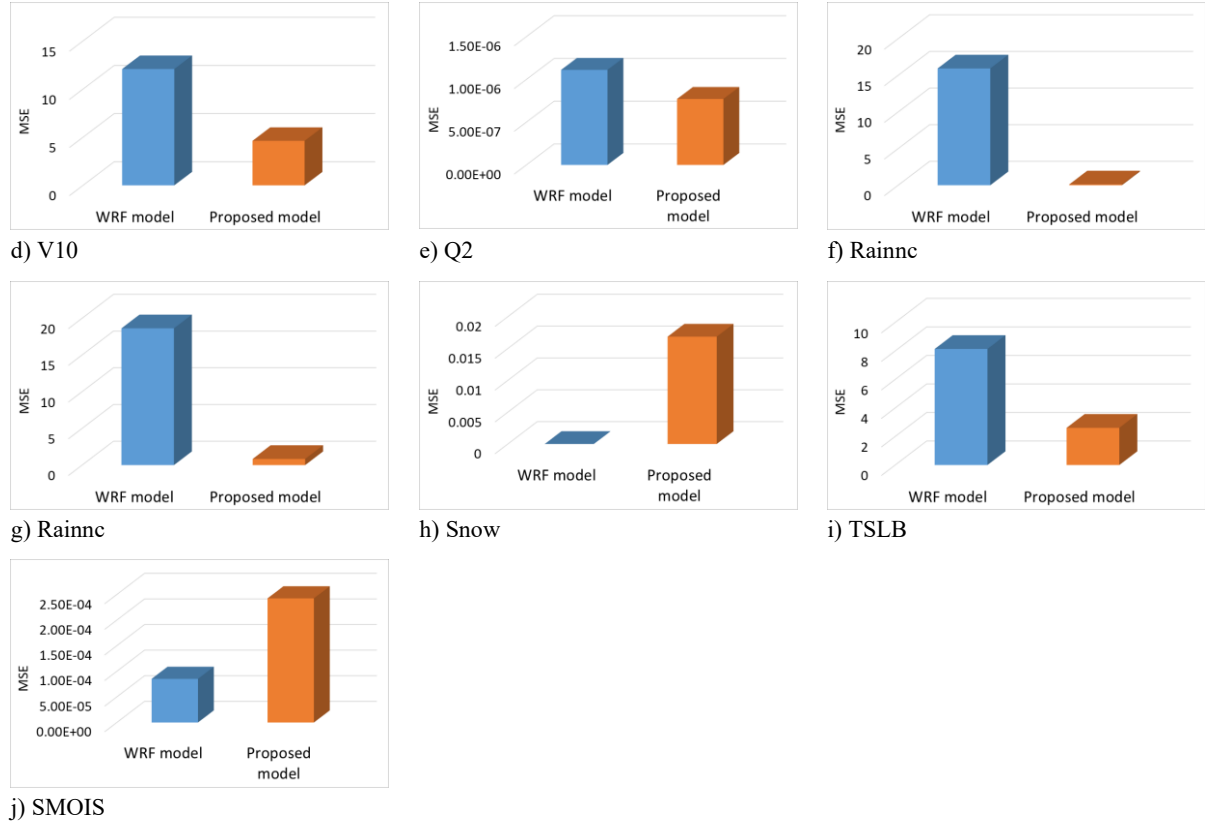 15
10
5
0
MSE
WRF model
Proposed model
d) V10
1.50E-06
1.00E-06
5.00E-07
0.00E+00
MSE
WRF model
Proposed
model
e) Q2
20
15
10
5
0
MSE
WRF model
Proposed model
f) Rainnc
20
15
10
5
0
MSE
WRF model
Proposed model
g) Rainnc
0.02
0.015
0.01
0.005
0
MSE
WRF model
Proposed
model
h) Snow
10
8
6
4
2
0
MSE
WRF model
Proposed model
i) TSLB
2.50E-04
2.00E-04
1.50E-04
1.00E-04
5.00E-05
0.00E+00
MSE
WRF model
Proposed
model
j) SMOIS